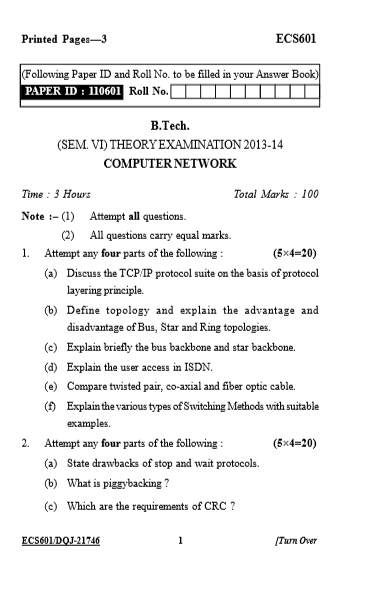 Printed Pages—3 ECS601
(Following Paper ID and Roll No. to be filled in your Answer Book)
PAPER ID : 110601 Roll No.
B.Tech.
(SEM. VI) THEORY EXAMINATION 2013-14
COMPUTER NETWORK
Time : 3 Hours Total Marks : 100
Note :– (1) Attempt all questions.
(2) All questions carry equal marks.
1. Attempt any four parts of the following : (5×4=20)
(a) Discuss the TCP/IP protocol suite on the basis of protocol
layering principle.
(b) Define topology and explain the advantage and
disadvantage of Bus, Star and Ring topologies.
(c) Explain briefly the bus backbone and star backbone.
(d) Explain the user access in ISDN.
(e) Compare twisted pair, co-axial and fiber optic cable.
(f) Explain the various types of Switching Methods with suitable
examples.
2. Attempt any four parts of the following : (5×4=20)
(a) State drawbacks of stop and wait protocols.
(b) What is piggybacking ?
(c) Which are the requirements of CRC ?
ECS601/DQJ-21746 1 [Turn Over